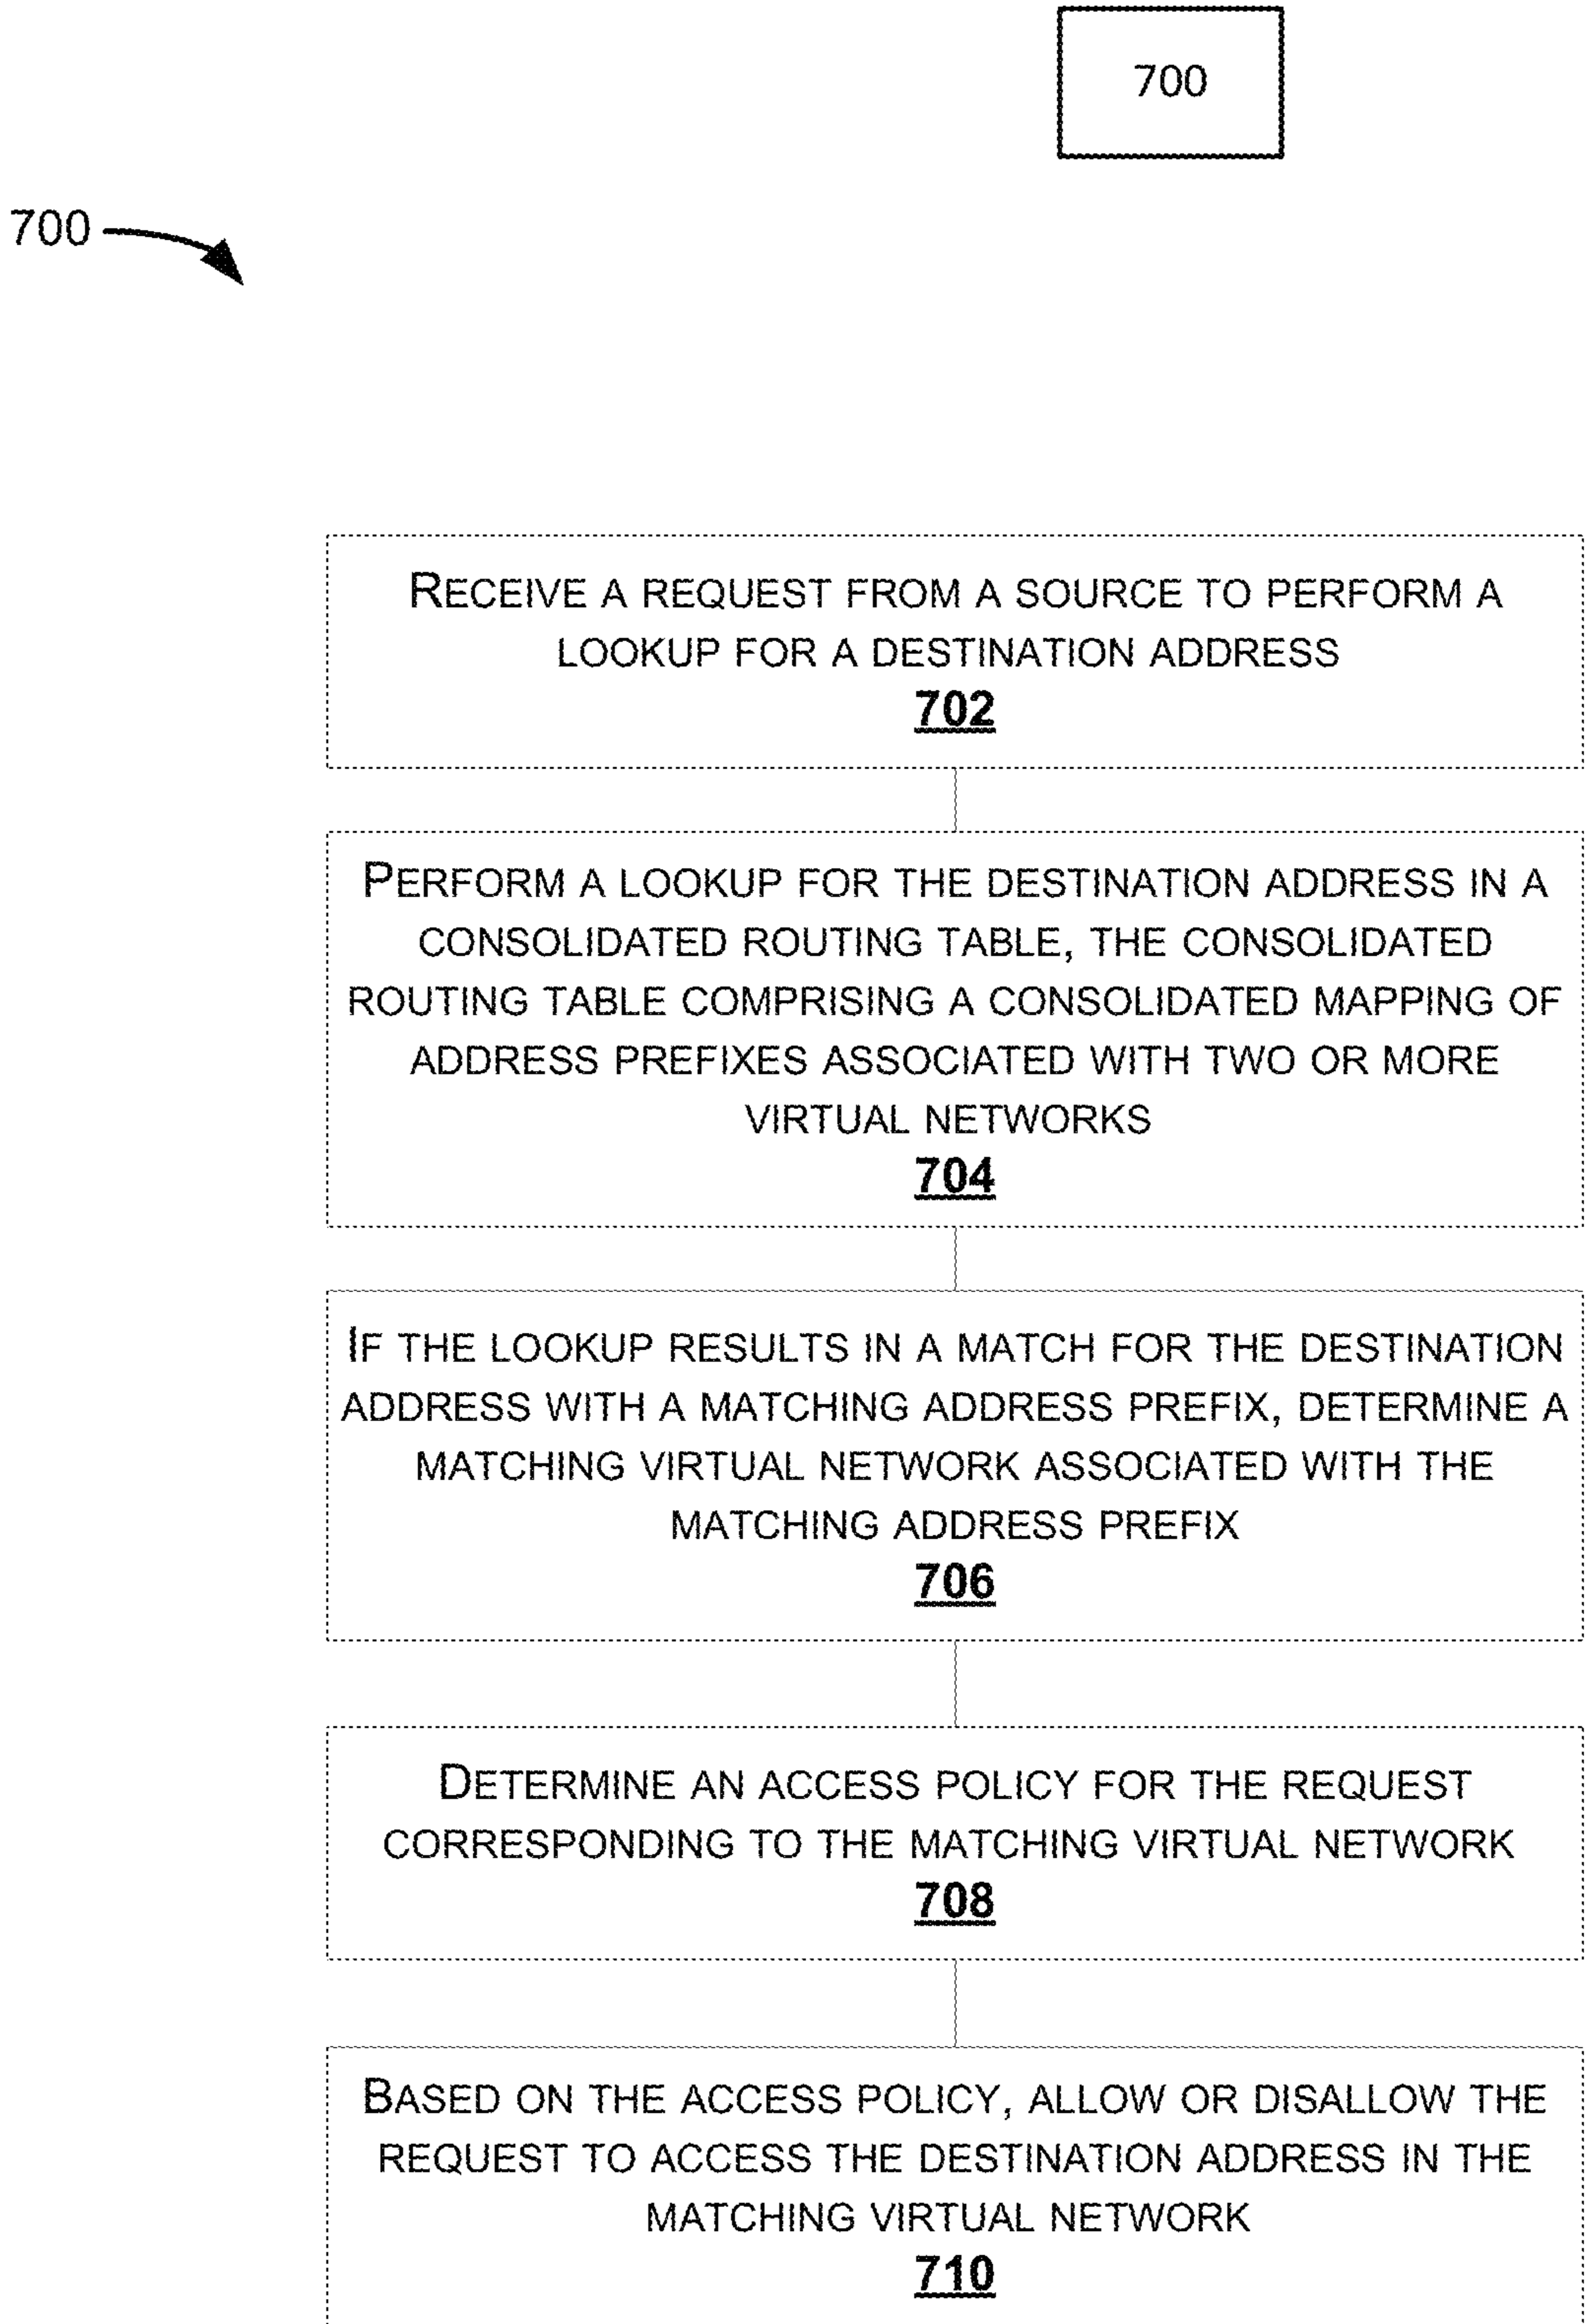 700
700
RECEIVE A REQUEST FROM A SOURCE TO PERFORM A
LOOKUP FOR A DESTINATION ADDRESS
702
PERFORM A LOOKUP FOR THE DESTINATION ADDRESS IN A
CONSOLIDATED ROUTING TABLE, THE CONSOLIDATED
ROUTING TABLE COMPRISING A CONSOLIDATED MAPPING OF
ADDRESS PREFIXES ASSOCIATED WITH TWO OR MORE
VIRTUAL NETWORKS
704
IF THE LOOKUP RESULTS IN A MATCH FOR THE DESTINATION
ADDRESS WITH A MATCHING ADDRESS PREFIX, DETERMINE A
MATCHING VIRTUAL NETWORK ASSOCIATED WITH THE
MATCHING ADDRESS PREFIX
706
DETERMINE AN ACCESS POLICY FOR THE REQUEST
CORRESPONDING TO THE MATCHING VIRTUAL NETWORK
708
BASED ON THE ACCESS POLICY, ALLOW OR DISALLOW THE
REQUEST TO ACCESS THE DESTINATION ADDRESS IN THE
MATCHING VIRTUAL NETWORK
710